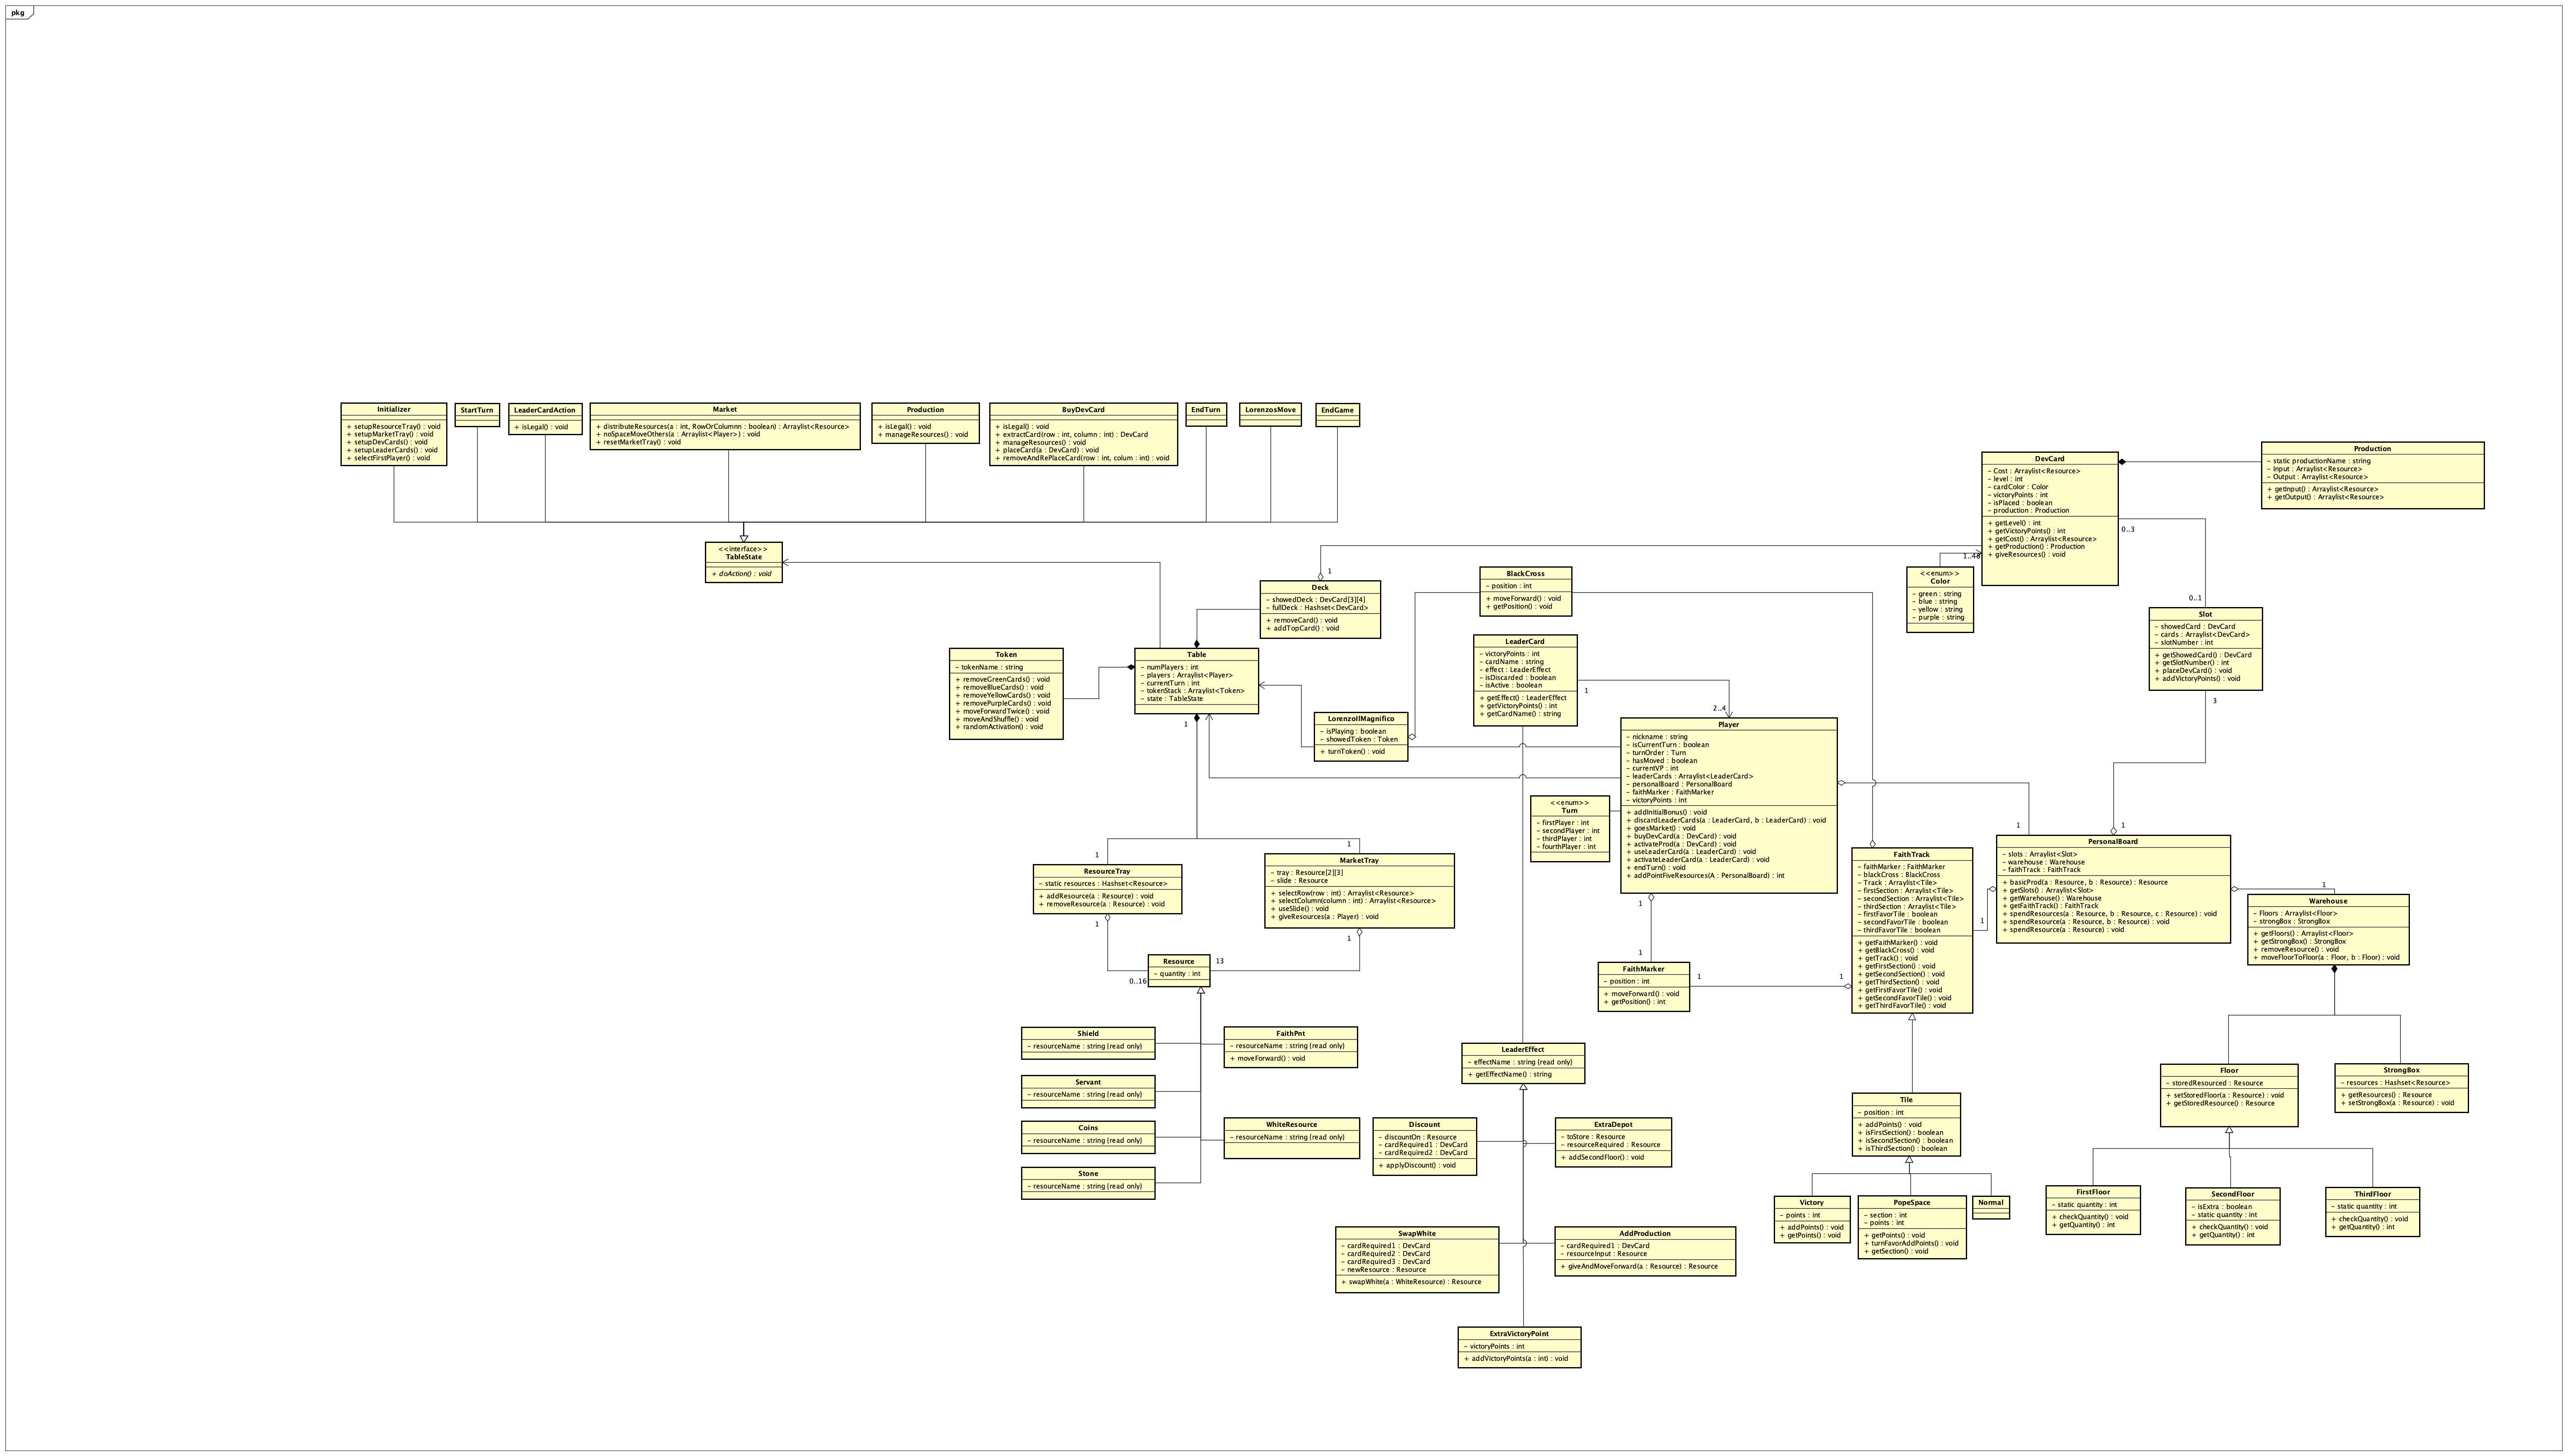 pkg
Initializer
+ setupResourceTray() : void
+ setupMarketTray() : void
+ setupDevCards() : void
+ setupLeaderCards() : void
+ selectFirstPlayer() : void
StartTurn
LeaderCardAction
+ isLegal() : void
Market
+ distributeResources(a : int, RowOrColumnn : boolean) : Arraylist<Resource>
+ noSpaceMoveOthers(a : Arraylist<Player>) : void
+ resetMarketTray() : void
Production
+ isLegal() : void
+ manageResources() : void
BuyDevCard
+ isLegal() : void
+ extractCard(row : int, column : int) : DevCard
+ manageResources() : void
+ placeCard(a : DevCard) : void
+ removeAndRePlaceCard(row : int, colum : int) : void
EndTurn
LorenzosMove
EndGame
<<interface>>
TableState
+ doAction() : void
DevCard
- Cost : Arraylist<Resource>
- level : int
- cardColor : Color
- victoryPoints : int
- isPlaced : boolean
- production : Production
+ getLevel() : int
+ getVictoryPoints() : int
+ getCost() : Arraylist<Resource>
+ getProduction() : Production
+ giveResources() : void
Production
- static productionName : string
- Input : Arraylist<Resource>
- Output : Arraylist<Resource>
+ getInput() : Arraylist<Resource>
+ getOutput() : Arraylist<Resource>
0..3
1..48
1
<<enum>>
Color
- green : string
- blue : string
- yellow : string
- purple : string
Deck
- showedDeck : DevCard[3][4]
- fullDeck : Hashset<DevCard>
+ removeCard() : void
+ addTopCard() : void
BlackCross
- position : int
+ moveForward() : void
+ getPosition() : void
0..1
Slot
- showedCard : DevCard
- cards : Arraylist<DevCard>
- slotNumber : int
+ getShowedCard() : DevCard
+ getSlotNumber() : int
+ placeDevCard() : void
+ addVictoryPoints() : void
3
Token
- tokenName : string
+ removeGreenCards() : void
+ removeBlueCards() : void
+ removeYellowCards() : void
+ removePurpleCards() : void
+ moveForwardTwice() : void
+ moveAndShuffle() : void
+ randomActivation() : void
Table
- numPlayers : int
- players : Arraylist<Player>
- currentTurn : int
- tokenStack : Arraylist<Token>
- state : TableState
1
LeaderCard
- victoryPoints : int
- cardName : string
- effect : LeaderEffect
- isDiscarded : boolean
- isActive : boolean
+ getEffect() : LeaderEffect
+ getVictoryPoints() : int
+ getCardName() : string
1
2..4
LorenzoIlMagnifico
- isPlaying : boolean
- showedToken : Token
+ turnToken() : void
Player
- nickname : string
- isCurrentTurn : boolean
- turnOrder : Turn
- hasMoved : boolean
- currentVP : int
- leaderCards : Arraylist<LeaderCard>
- personalBoard : PersonalBoard
- faithMarker : FaithMarker
- victoryPoints : int
+ addInitialBonus() : void
+ discardLeaderCards(a : LeaderCard, b : LeaderCard) : void
+ goesMarket() : void
+ buyDevCard(a : DevCard) : void
+ activateProd(a : DevCard) : void
+ useLeaderCard(a : LeaderCard) : void
+ activateLeaderCard(a : LeaderCard) : void
+ endTurn() : void
+ addPointFiveResources(A : PersonalBoard) : int
<<enum>>
Turn
- firstPlayer : int
- secondPlayer : int
- thirdPlayer : int
- fourthPlayer : int
1
1
PersonalBoard
- slots : Arraylist<Slot>
- warehouse : Warehouse
- faithTrack : FaithTrack
+ basicProd(a : Resource, b : Resource) : Resource
+ getSlots() : Arraylist<Slot>
+ getWarehouse() : Warehouse
+ getFaithTrack() : FaithTrack
+ spendResources(a : Resource, b : Resource, c : Resource) : void
+ spendResource(a : Resource, b : Resource) : void
+ spendResource(a : Resource) : void
FaithTrack
- faithMarker : FaithMarker
- blackCross : BlackCross
- Track : Arraylist<Tile>
- firstSection : Arraylist<Tile>
- secondSection : Arraylist<Tile>
- thirdSection : Arraylist<Tile>
- firstFavorTile : boolean
- secondFavorTile : boolean
- thirdFavorTile : boolean
+ getFaithMarker() : void
+ getBlackCross() : void
+ getTrack() : void
+ getFirstSection() : void
+ getSecondSection() : void
+ getThirdSection() : void
+ getFirstFavorTile() : void
+ getSecondFavorTile() : void
+ getThirdFavorTile() : void
1
1
Warehouse
- Floors : Arraylist<Floor>
- strongBox : StrongBox
+ getFloors() : Arraylist<Floor>
+ getStrongBox() : StrongBox
+ removeResource() : void
+ moveFloorToFloor(a : Floor, b : Floor) : void
1
1
ResourceTray
- static resources : Hashset<Resource>
+ addResource(a : Resource) : void
+ removeResource(a : Resource) : void
1
MarketTray
- tray : Resource[2][3]
- slide : Resource
+ selectRow(row : int) : Arraylist<Resource>
+ selectColumn(column : int) : Arraylist<Resource>
+ useSlide() : void
+ giveResources(a : Player) : void
1
Resource
- quantity : int
13
0..16
1
1
FaithMarker
- position : int
+ moveForward() : void
+ getPosition() : int
1
1
Shield
- resourceName : string {read only}
FaithPnt
- resourceName : string {read only}
+ moveForward() : void
Servant
- resourceName : string {read only}
Coins
- resourceName : string {read only}
WhiteResource
- resourceName : string {read only}
Stone
- resourceName : string {read only}
LeaderEffect
- effectName : string {read only}
+ getEffectName() : string
Discount
- discountOn : Resource
- cardRequired1 : DevCard
- cardRequired2 : DevCard
+ applyDiscount() : void
ExtraDepot
- toStore : Resource
- resourceRequired : Resource
+ addSecondFloor() : void
SwapWhite
- cardRequired1 : DevCard
- cardRequired2 : DevCard
- cardRequired3 : DevCard
- newResource : Resource
+ swapWhite(a : WhiteResource) : Resource
AddProduction
- cardRequired1 : DevCard
- resourceInput : Resource
+ giveAndMoveForward(a : Resource) : Resource
ExtraVictoryPoint
- victoryPoints : int
+ addVictoryPoints(a : int) : void
Tile
- position : int
+ addPoints() : void
+ isFirstSection() : boolean
+ isSecondSection() : boolean
+ isThirdSection() : boolean
Victory
- points : int
+ addPoints() : void
+ getPoints() : void
PopeSpace
- section : int
- points : int
+ getPoints() : void
+ turnFavorAddPoints() : void
+ getSection() : void
Normal
Floor
- storedResourced : Resource
+ setStoredFloor(a : Resource) : void
+ getStoredResource() : Resource
StrongBox
- resources : Hashset<Resource>
+ getResources() : Resource
+ setStrongBox(a : Resource) : void
FirstFloor
- static quantity : int
+ checkQuantity() : void
+ getQuantity() : int
SecondFloor
- isExtra : boolean
- static quantity : int
+ checkQuantity() : void
+ getQuantity() : int
ThirdFloor
- static quantity : int
+ checkQuantity() : void
+ getQuantity() : int